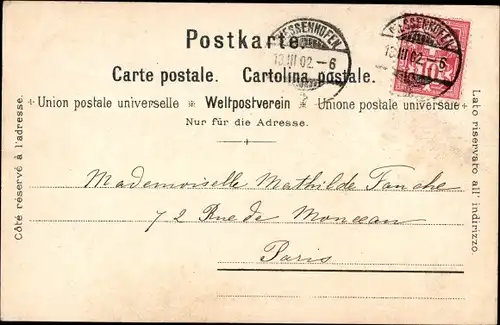 Postkarte.
Carte postale. Cartolina postale.
Union postale universelle Weltpostverein Unione postale universale
Nur für die Adresse.
Côté réservé à l'adresse.
Lato riservato all' indirizzo.
DIESSENHOFEN
13.III.02.–6
DIESSENHOFEN
13.III.02.–6
Mademoiselle Mathilde Fanche
72 Rue de Monceau
Paris